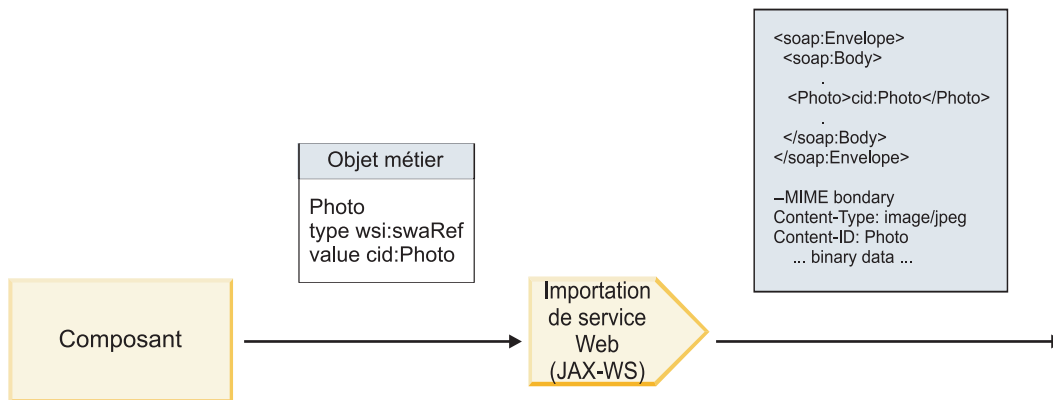 Composant
Objet métier
Photo
type wsi:swaRef
value cid:Photo
Importation
de service
Web
(JAX-WS)
<soap:Envelope>
<soap:Body>
.
<Photo>cid:Photo</Photo>
.
</soap:Body>
</soap:Envelope>
–MIME bondary
Content-Type: image/jpeg
Content-ID: Photo
... binary data ...